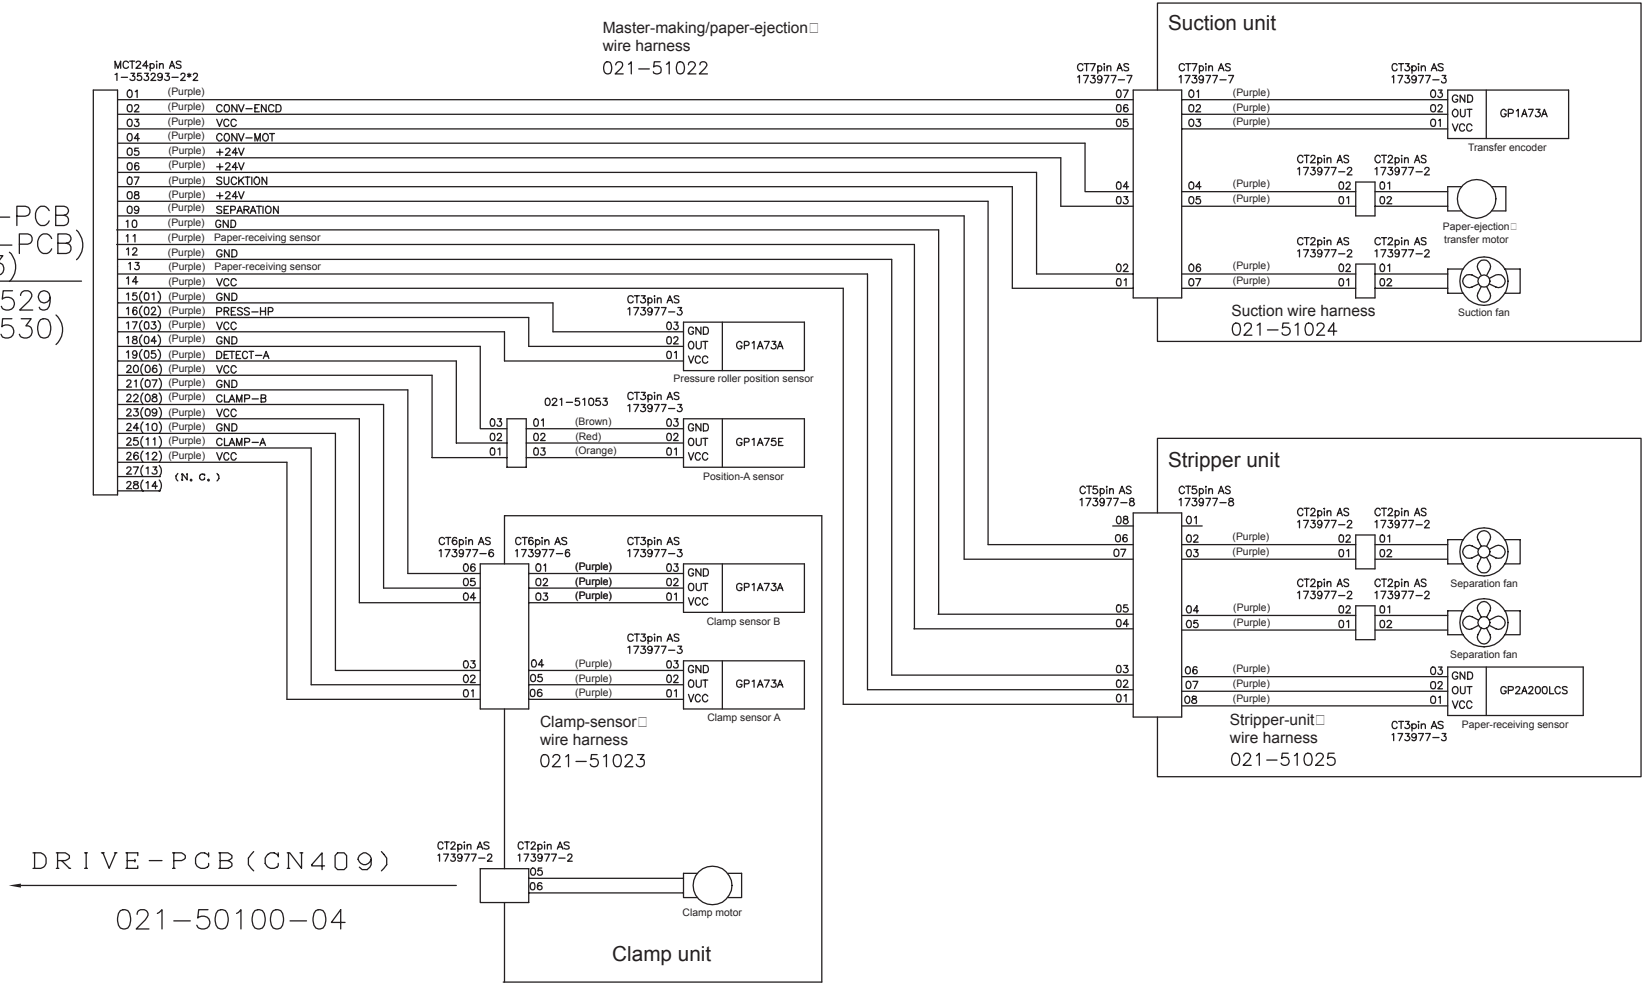 Master-making/paper-ejection□
wire harness
021-51022
MCT24pin AS
1-353293-2*2
01 (Purple)
02 (Purple) CONV-ENCD
03 (Purple) VCC
04 (Purple) CONV-MOT
05 (Purple) +24V
06 (Purple) +24V
07 (Purple) SUCKTION
08 (Purple) +24V
09 (Purple) SEPARATION
10 (Purple) GND
11 (Purple) Paper-receiving sensor
12 (Purple) GND
13 (Purple) Paper-receiving sensor
14 (Purple) VCC
15(01) (Purple) GND
16(02) (Purple) PRESS-HP
17(03) (Purple) VCC
18(04) (Purple) GND
19(05) (Purple) DETECT-A
20(06) (Purple) VCC
21(07) (Purple) GND
22(08) (Purple) CLAMP-B
23(09) (Purple) VCC
24(10) (Purple) GND
25(11) (Purple) CLAMP-A
26(12) (Purple) VCC
27(13)
(N. C. )
28(14)
-PCB
-PCB)
)
529
530)
CT3pin AS
173977-3
03 GND
02 OUT GP1A73A
01 VCC
Pressure roller position sensor
021-51053
CT3pin AS
173977-3
03 01 (Brown) 03 GND
02 02 (Red) 02 OUT GP1A75E
01 03 (Orange) 01 VCC
Position-A sensor
CT6pin AS CT6pin AS CT3pin AS
173977-6 173977-6 173977-3
06 01 (Purple) 03 GND
05 02 (Purple) 02 OUT GP1A73A
04 03 (Purple) 01 VCC
Clamp sensor B
CT3pin AS
173977-3
03 04 (Purple) 03 GND
02 05 (Purple) 02 OUT GP1A73A
01 06 (Purple) 01 VCC
Clamp sensor A
Clamp-sensor□
wire harness
021-51023
CT2pin AS CT2pin AS
173977-2 173977-2
05
06
Clamp motor
Clamp unit
DRIVE-PCB(CN409)
021-50100-04
Suction unit
CT7pin AS CT7pin AS CT3pin AS
173977-7 173977-7 173977-3
07 01 (Purple) 03 GND
06 02 (Purple) 02 OUT GP1A73A
05 03 (Purple) 01 VCC
Transfer encoder
CT2pin AS CT2pin AS
173977-2 173977-2
04 04 (Purple) 02 01
03 05 (Purple) 01 02
Paper-ejection□
transfer motor
CT2pin AS CT2pin AS
173977-2 173977-2
02 06 (Purple) 02 01
01 07 (Purple) 01 02
Suction fan
Suction wire harness
021-51024
Stripper unit
CT5pin AS CT5pin AS
173977-8 173977-8
08 01
CT2pin AS CT2pin AS
173977-2 173977-2
06 02 (Purple) 02 01
07 03 (Purple) 01 02
Separation fan
CT2pin AS CT2pin AS
173977-2 173977-2
05 04 (Purple) 02 01
04 05 (Purple) 01 02
Separation fan
03 06 (Purple) 03 GND
02 07 (Purple) 02 OUT GP2A200LCS
01 08 (Purple) 01 VCC
CT3pin AS
173977-3
Paper-receiving sensor
Stripper-unit□
wire harness
021-51025